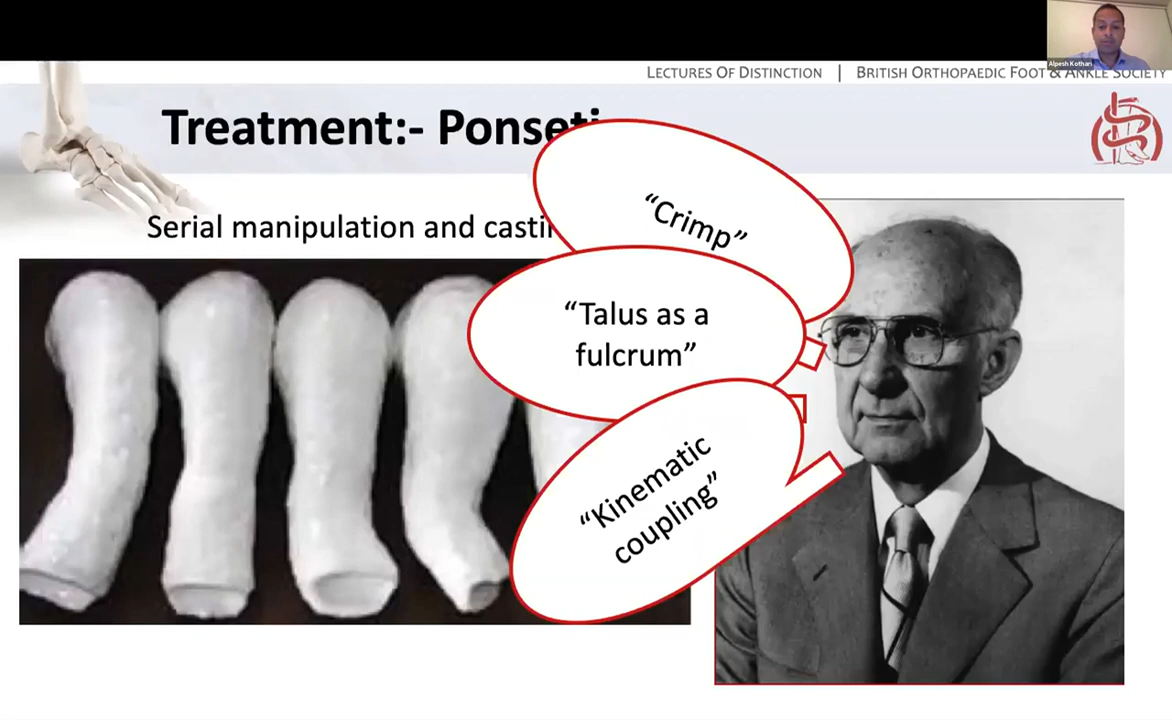 Alpesh Kothari
LECTURES OF DISTINCTION | BRITISH ORTHOPAEDIC FOOT & ANKLE SOCIETY
Treatment:- Ponseti
Serial manipulation and casti
“Crimp”
“Talus as a
fulcrum”
“Kinematic
coupling”